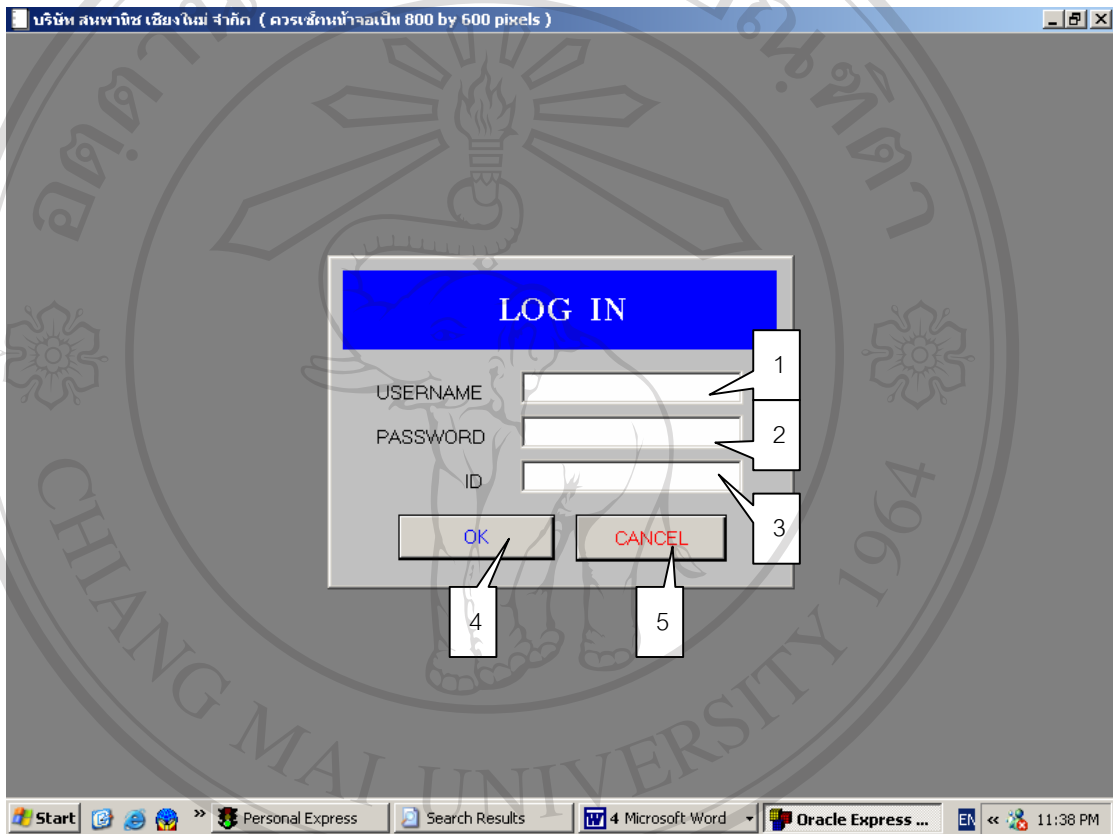 บริษัท สนพานิช เชียงใหม่ จำกัด ( ควรเซ็ทหน้าจอเป็น 800 by 600 pixels )
LOG IN
1
USERNAME
2
PASSWORD
ID
3
OK
CANCEL
4
5
CHIANG MAI UNIVERSITY 1964
Start
»
Personal Express
Search Results
4 Microsoft Word
Oracle Express ...
EN
«
11:38 PM